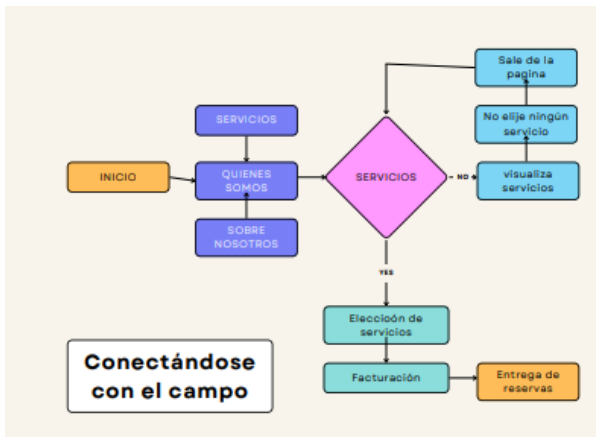 Sale de la
pagina
SERVICIOS
No elije ningún
servicio
INICIO
QUIENES
SOMOS
SERVICIOS
NO
visualiza
servicios
SOBRE
NOSOTROS
YES
Eleccioón de
servicios
Conectándose
con el campo
Facturación
Entrega de
reservas